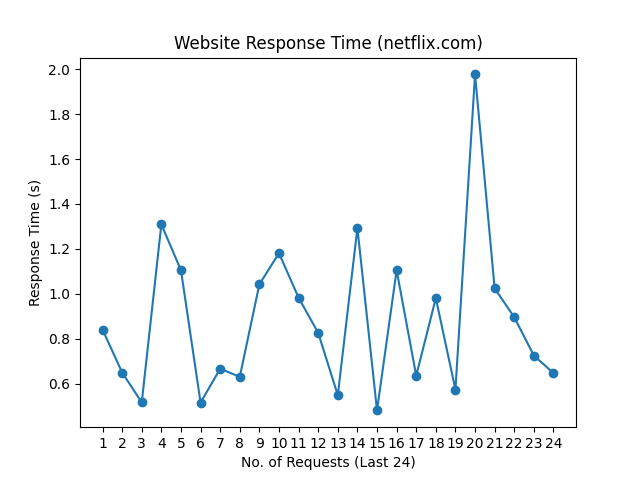 Website Response Time (netflix.com)
Response Time (s)
2.0
1.8
1.6
1.4
1.2
1.0
0.8
0.6
1 2 3 4 5 6 7 8 9 10 11 12 13 14 15 16 17 18 19 20 21 22 23 24
No. of Requests (Last 24)